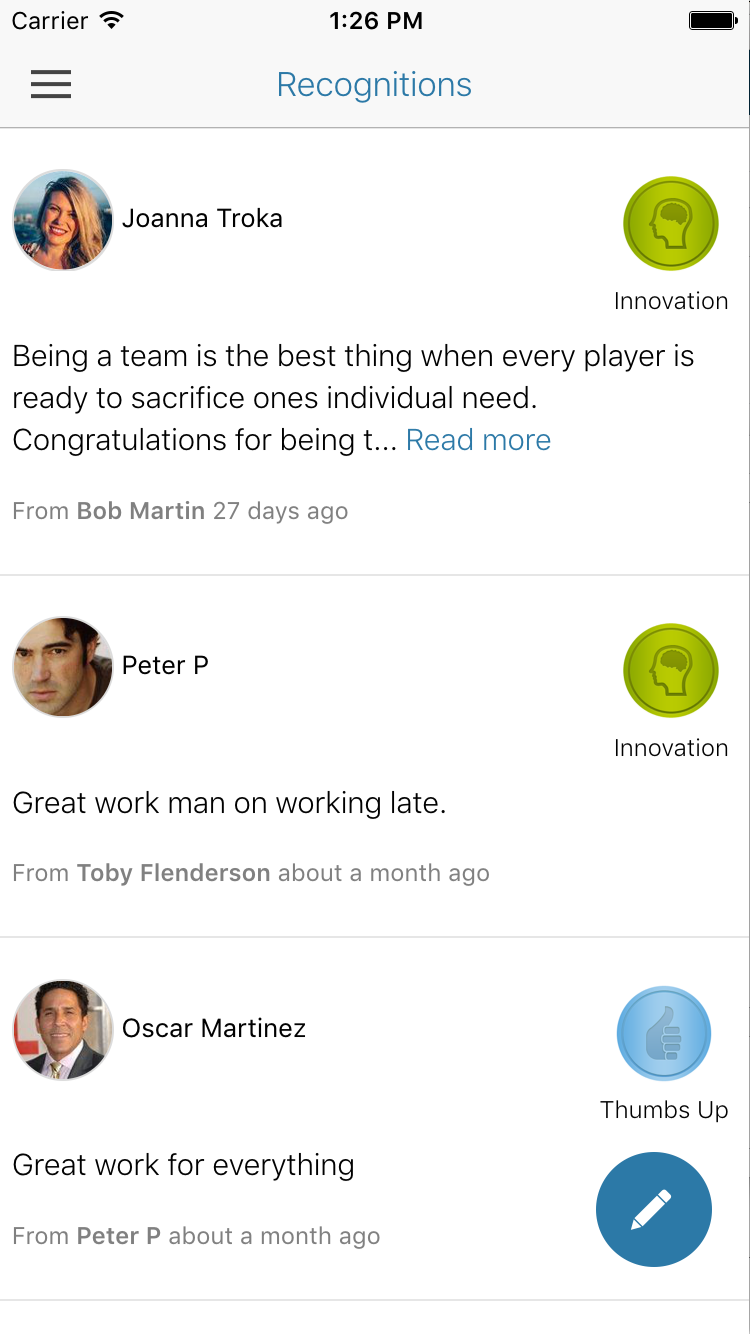 Carrier 1:26 PM
Recognitions
Joanna Troka
Innovation
Being a team is the best thing when every player is
ready to sacrifice ones individual need.
Congratulations for being t... Read more
From Bob Martin 27 days ago
Peter P
Innovation
Great work man on working late.
From Toby Flenderson about a month ago
Oscar Martinez
Thumbs Up
Great work for everything
From Peter P about a month ago